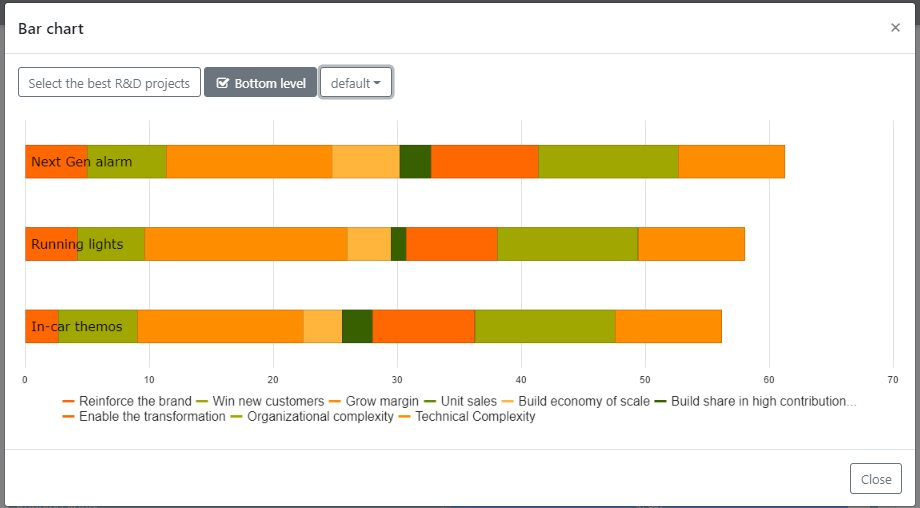 Bar chart ×
Select the best R&D projects Bottom level default
Next Gen alarm
Running lights
In-car themos
0 10 20 30 40 50 60 70
Reinforce the brand Win new customers Grow margin Unit sales Build economy of scale Build share in high contribution...
Enable the transformation Organizational complexity Technical Complexity
Close